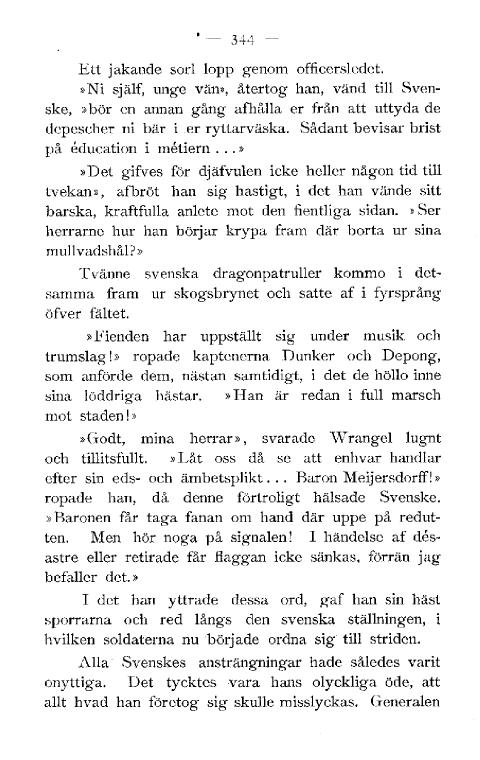 — 344 —
Ett jakande sorl lopp genom officersledet.
»Ni själf, unge vän», återtog han, vänd till Sven-
ske, »bör en annan gång afhålla er från att uttyda de
depescher ni bär i er ryttarväska. Sådant bevisar brist
på éducation i métiern . . .»
»Det gifves för djäfvulen icke heller någon tid till
tvekan», afbröt han sig hastigt, i det han vände sitt
barska, kraftfulla anlete mot den fientliga sidan. »Ser
herrarne hur han börjar krypa fram där borta ur sina
mullvadshål?»
Tvänne svenska dragonpatruller kommo i det-
samma fram ur skogsbrynet och satte af i fyrsprång
öfver fältet.
»Fienden har uppställt sig under musik och
trumslag!» ropade kaptenerna Dunker och Depong,
som anförde dem, nästan samtidigt, i det de höllo inne
sina löddriga hästar. »Han är redan i full marsch
mot staden!»
»Godt, mina herrar», svarade Wrangel lugnt
och tillitsfullt. »Låt oss då se att enhvar handlar
efter sin eds- och ämbetsplikt . . . Baron Meijersdorff!»
ropade han, då denne förtroligt hälsade Svenske.
»Baronen får taga fanan om hand där uppe på redut-
ten. Men hör noga på signalen! I händelse af dés-
astre eller retirade får flaggan icke sänkas, förrän jag
befaller det.»
I det han yttrade dessa ord, gaf han sin häst
sporrarna och red längs den svenska ställningen, i
hvilken soldaterna nu började ordna sig till striden.
Alla Svenskes ansträngningar hade således varit
onyttiga. Det tycktes vara hans olyckliga öde, att
allt hvad han företog sig skulle misslyckas. Generalen